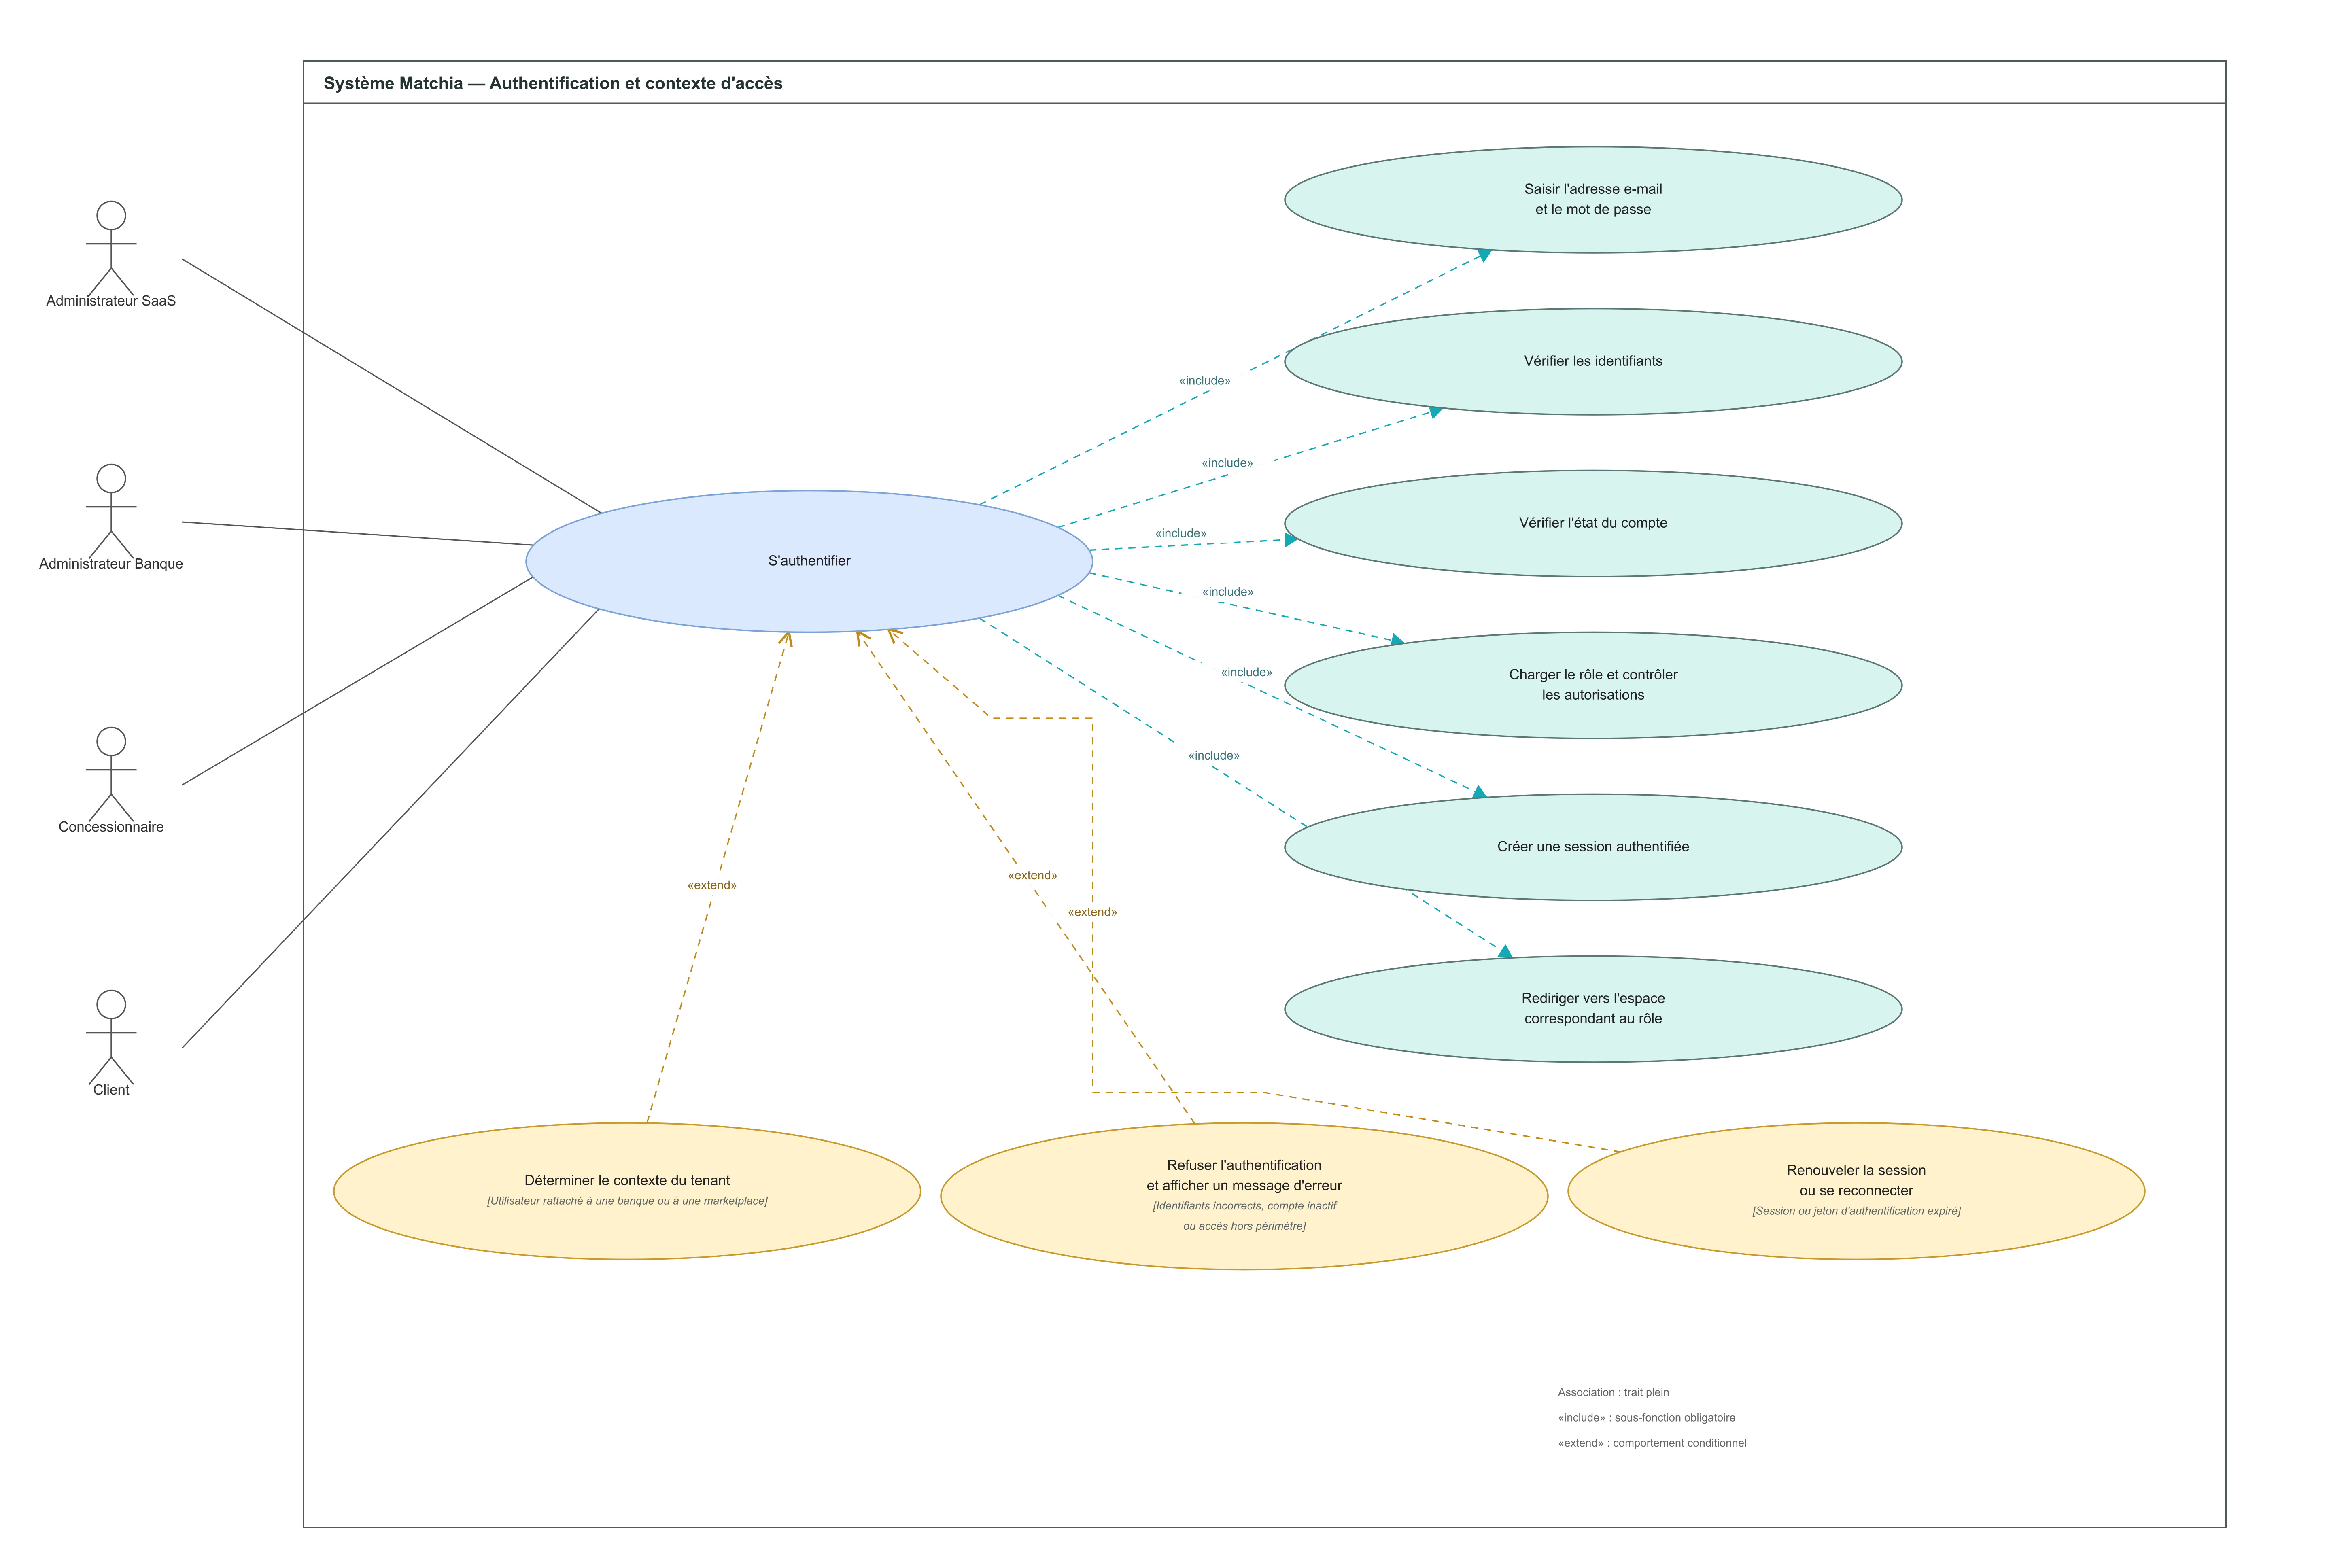 Système Matchia — Authentification et contexte d'accès
Administrateur SaaS
Administrateur Banque
Concessionnaire
Client
S'authentifier
«include»
«include»
«include»
«include»
«include»
«include»
Saisir l'adresse e-mail
et le mot de passe
Vérifier les identifiants
Vérifier l'état du compte
Charger le rôle et contrôler
les autorisations
Créer une session authentifiée
Rediriger vers l'espace
correspondant au rôle
«extend»
«extend»
«extend»
Déterminer le contexte du tenant
[Utilisateur rattaché à une banque ou à une marketplace]
Refuser l'authentification
et afficher un message d'erreur
[Identifiants incorrects, compte inactif
ou accès hors périmètre]
Renouveler la session
ou se reconnecter
[Session ou jeton d'authentification expiré]
Association : trait plein
«include» : sous-fonction obligatoire
«extend» : comportement conditionnel